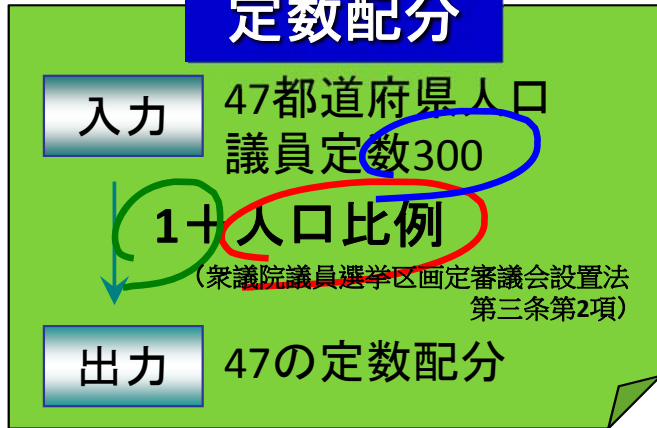 定数配分
入力
47都道府県人口
議員定数300
1＋人口比例
（衆議院議員選挙区画定審議会設置法
第三条第2項）
出力
47の定数配分